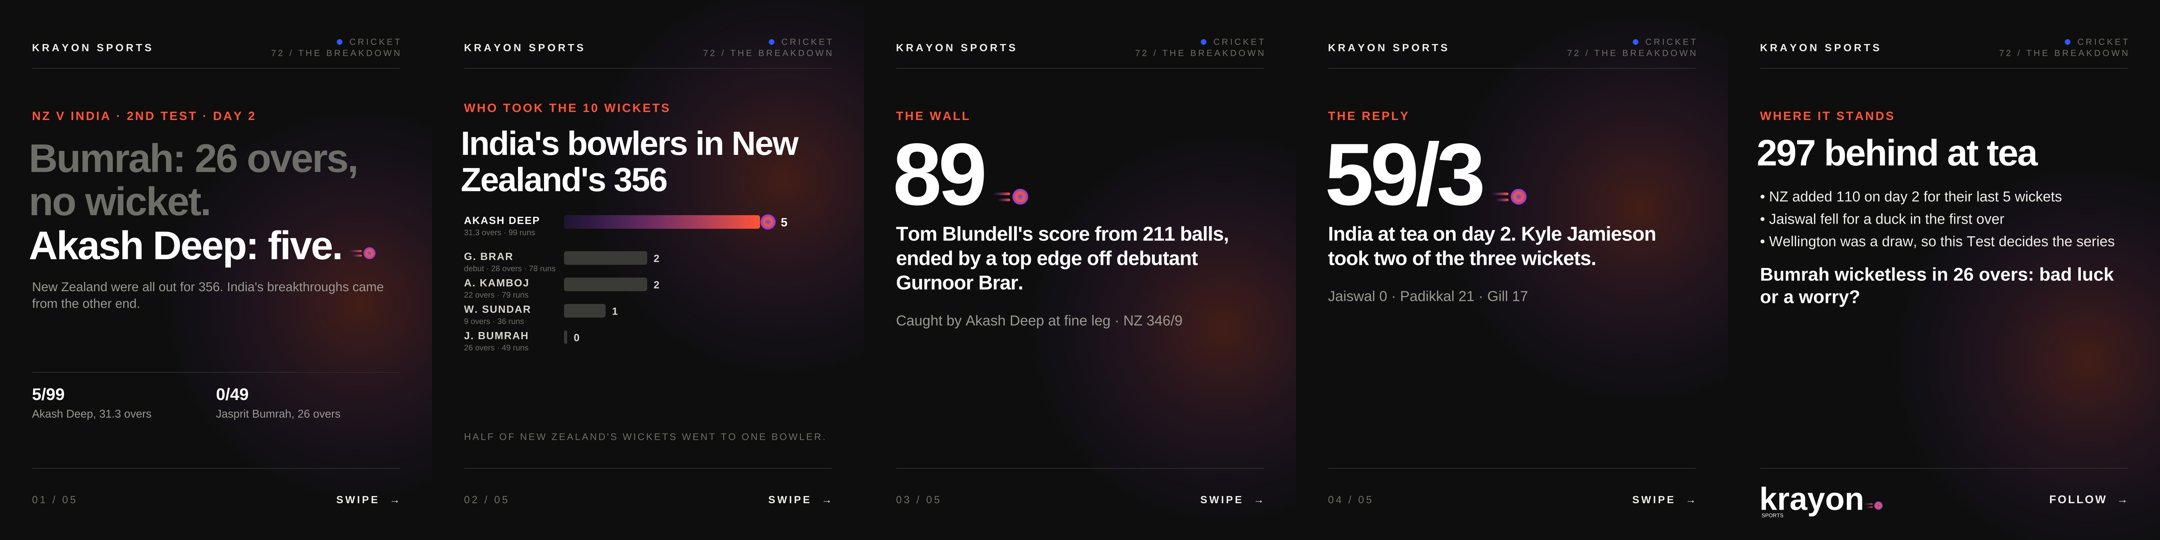 KRAYON SPORTS
CRICKET
72 / THE BREAKDOWN
NZ V INDIA · 2ND TEST · DAY 2
Bumrah: 26 overs,
no wicket.
Akash Deep: five.
New Zealand were all out for 356. India's breakthroughs came
from the other end.
5/99
Akash Deep, 31.3 overs
0/49
Jasprit Bumrah, 26 overs
01 / 05
SWIPE →
KRAYON SPORTS
CRICKET
72 / THE BREAKDOWN
WHO TOOK THE 10 WICKETS
India's bowlers in New
Zealand's 356
AKASH DEEP
31.3 overs · 99 runs
5
G. BRAR
debut · 28 overs · 78 runs
2
A. KAMBOJ
22 overs · 79 runs
2
W. SUNDAR
9 overs · 36 runs
1
J. BUMRAH
26 overs · 49 runs
0
HALF OF NEW ZEALAND'S WICKETS WENT TO ONE BOWLER.
02 / 05
SWIPE →
KRAYON SPORTS
CRICKET
72 / THE BREAKDOWN
THE WALL
89
Tom Blundell's score from 211 balls,
ended by a top edge off debutant
Gurnoor Brar.
Caught by Akash Deep at fine leg · NZ 346/9
03 / 05
SWIPE →
KRAYON SPORTS
CRICKET
72 / THE BREAKDOWN
THE REPLY
59/3
India at tea on day 2. Kyle Jamieson
took two of the three wickets.
Jaiswal 0 · Padikkal 21 · Gill 17
04 / 05
SWIPE →
KRAYON SPORTS
CRICKET
72 / THE BREAKDOWN
WHERE IT STANDS
297 behind at tea
• NZ added 110 on day 2 for their last 5 wickets
• Jaiswal fell for a duck in the first over
• Wellington was a draw, so this Test decides the series
Bumrah wicketless in 26 overs: bad luck
or a worry?
krayon
SPORTS
FOLLOW →